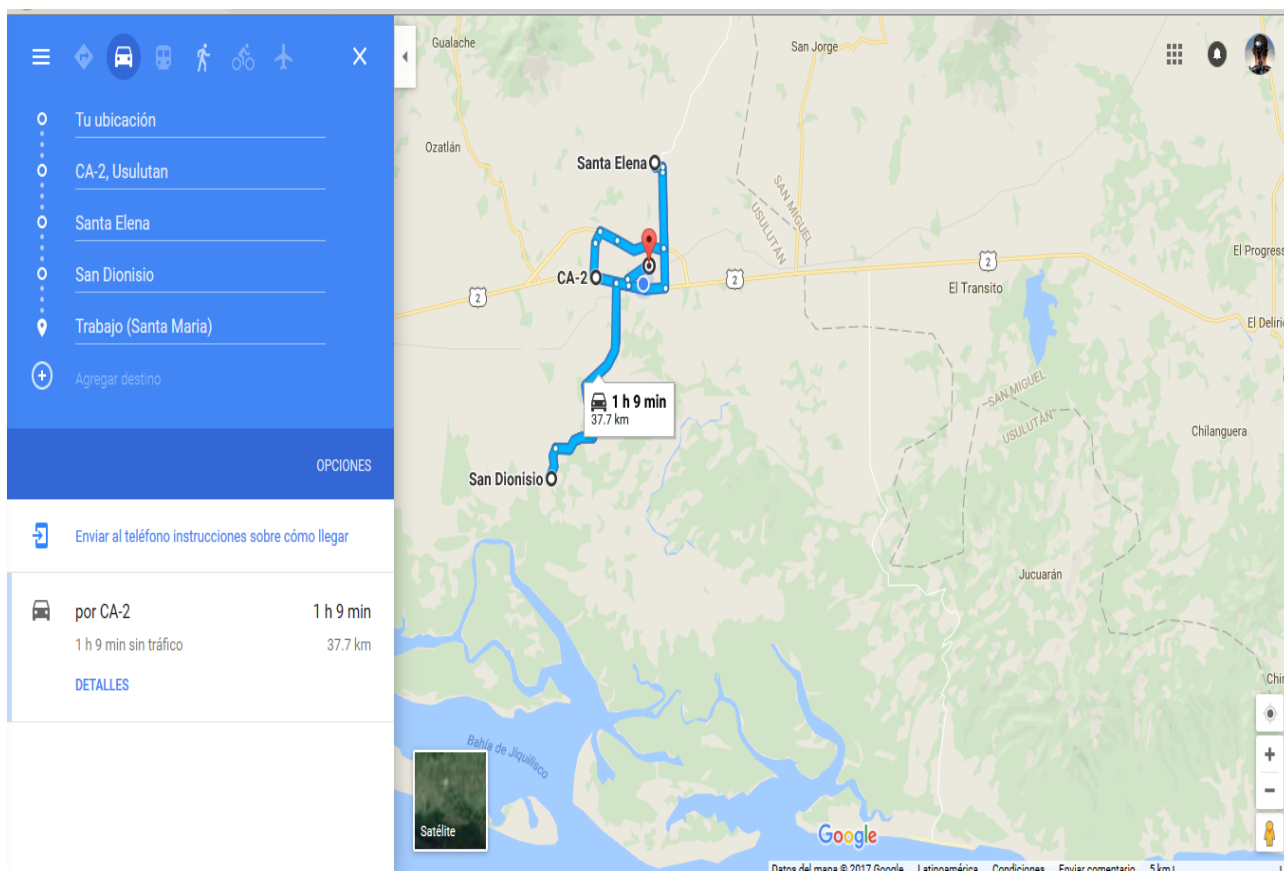 Tu ubicación
CA-2, Usulutan
Santa Elena
San Dionisio
Trabajo (Santa Maria)
Agregar destino
OPCIONES
Enviar al teléfono instrucciones sobre cómo llegar
por CA-2
1 h 9 min
1 h 9 min sin tráfico
37.7 km
DETALLES
Gualache
San Jorge
Ozatlán
Santa Elena
SAN MIGUEL
USULUTÁN
El Progres
CA-2
2
2
2
El Transito
El Deliri
1 h 9 min
37.7 km
SAN MIGUEL
USULUTÁN
Chilanguera
San Dionisio
Jucuarán
Chir
Bahía de Jiquilisco
Satélite
Google
Datos del mapa © 2017 Google
Latinoamérica
Condiciones
Enviar comentario
5 km